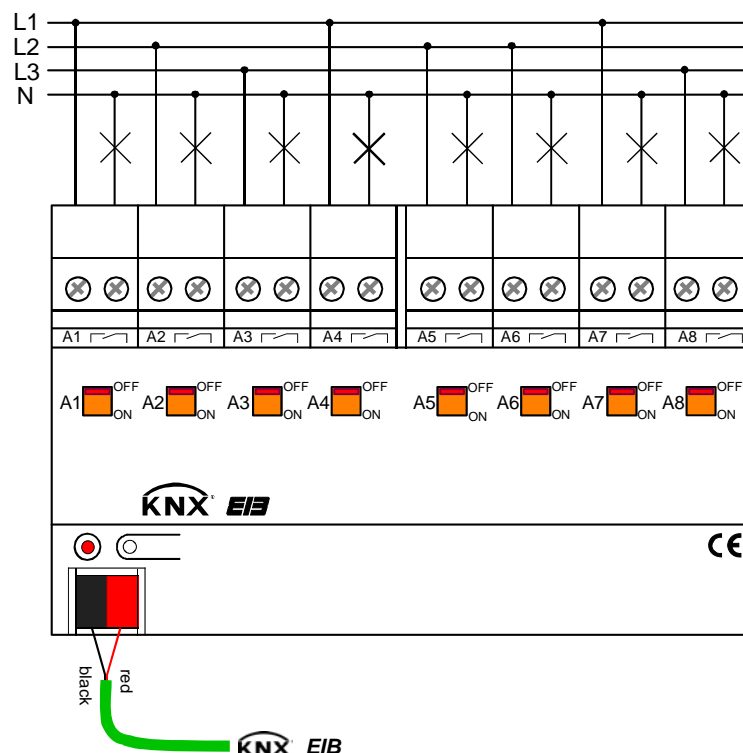 L1
L2
L3
N
A1 A2 A3 A4 A5 A6 A7 A8
A1 OFF ON A2 OFF ON A3 OFF ON A4 OFF ON A5 OFF ON A6 OFF ON A7 OFF ON A8 OFF ON
KNX® EIB
CE
black red
KNX EIB